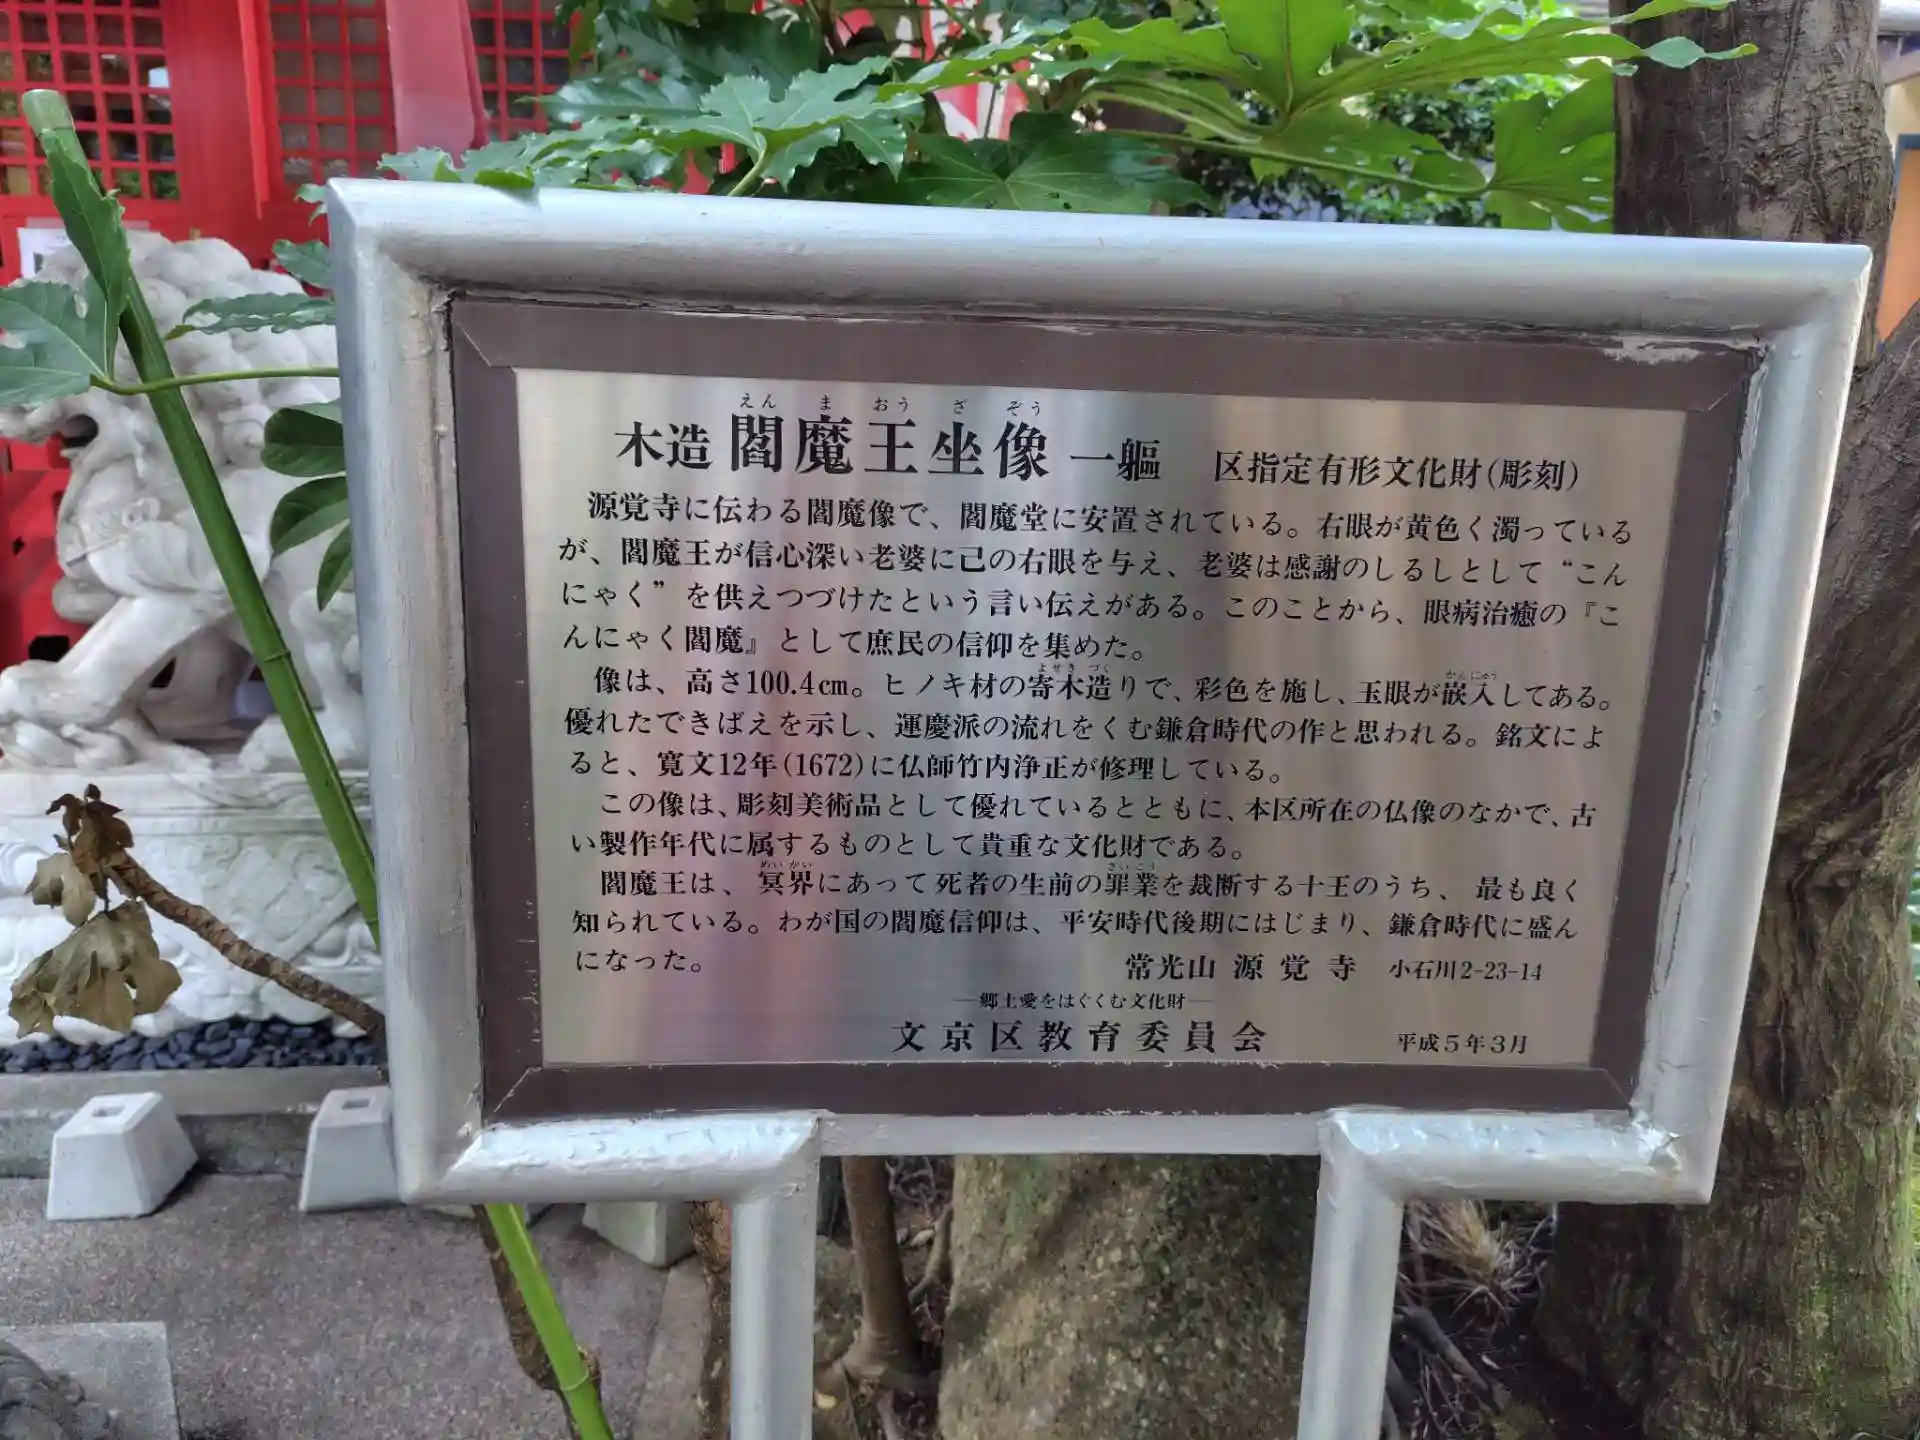 木造 閻魔王坐像 一軀 区指定有形文化財(彫刻)
えん ま おう ざ ぞう
源覚寺に伝わる閻魔像で、閻魔堂に安置されている。右眼が黄色く濁っている
が、閻魔王が信心深い老婆に己の右眼を与え、老婆は感謝のしるしとして“こん
にゃく”を供えつづけたという言い伝えがある。このことから、眼病治癒の『こ
んにゃく閻魔』として庶民の信仰を集めた。
よせき づく
像は、高さ100.4cm。ヒノキ材の寄木造りで、彩色を施し、玉眼が嵌入してある。
かんにゅう
優れたできばえを示し、運慶派の流れをくむ鎌倉時代の作と思われる。銘文によ
ると、寛文12年(1672)に仏師竹内浄正が修理している。
この像は、彫刻美術品として優れているとともに、本区所在の仏像のなかで、古
い製作年代に属するものとして貴重な文化財である。
めい かい ざい ごう
閻魔王は、冥界にあって死者の生前の罪業を裁断する十王のうち、最も良く
知られている。わが国の閻魔信仰は、平安時代後期にはじまり、鎌倉時代に盛ん
になった。
常光山 源覚寺 小石川2-23-14
―郷土愛をはぐくむ文化財―
文京区教育委員会 平成5年3月